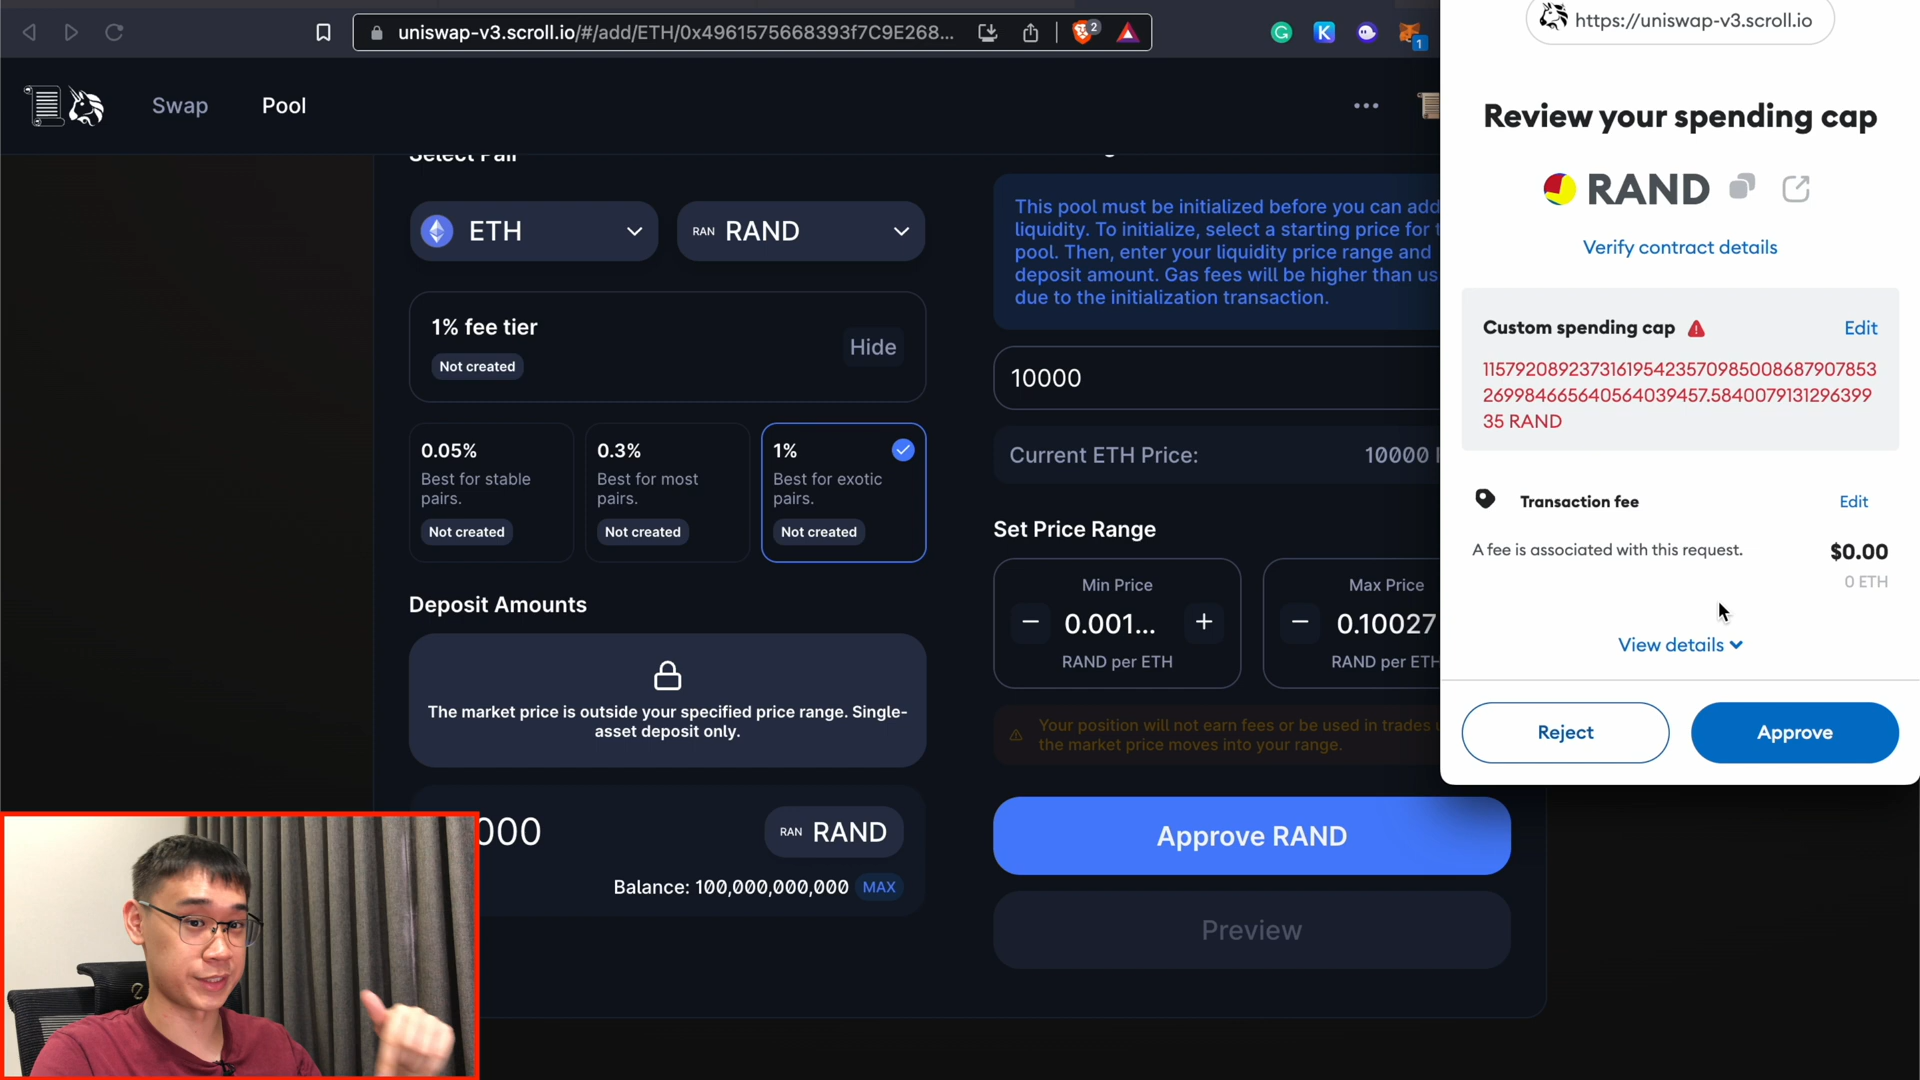 uniswap-v3.scroll.io/#/add/ETH/0x4961575668393f7C9E268...
2
1
Swap
Pool
Select Pair
ETH
RAN RAND
1% fee tier
Not created
Hide
0.05%
Best for stable
pairs.
Not created
0.3%
Best for most
pairs.
Not created
1%
Best for exotic
pairs.
Not created
Deposit Amounts
The market price is outside your specified price range. Single-
asset deposit only.
000
RAN RAND
Balance: 100,000,000,000 MAX
This pool must be initialized before you can add
liquidity. To initialize, select a starting price for
pool. Then, enter your liquidity price range and
deposit amount. Gas fees will be higher than us
due to the initialization transaction.
10000
Current ETH Price: 10000
Set Price Range
Min Price
0.001...
RAND per ETH
Max Price
0.10027
RAND per ETH
Your position will not earn fees or be used in trades
the market price moves into your range.
Approve RAND
Preview
https://uniswap-v3.scroll.io
Review your spending cap
RAND
Verify contract details
Custom spending cap
Edit
115792089237316195423570985008687907853
269984665640564039457.5840079131296399
35 RAND
Transaction fee
Edit
A fee is associated with this request.
$0.00
0 ETH
View details
Reject
Approve